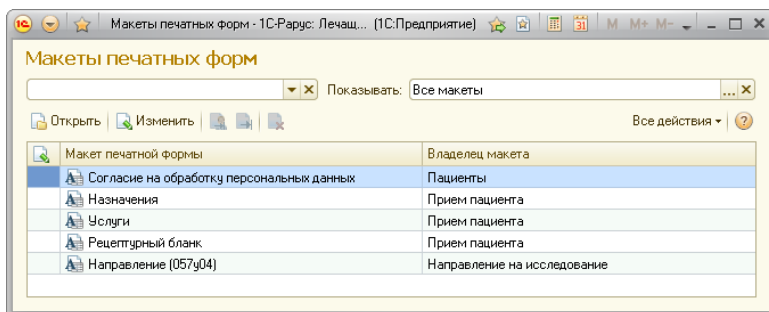 Макеты печатных форм - 1С-Рарус: Лечащ... (1С:Предприятие) 31 M M+ M-
Макеты печатных форм
Показывать: Все макеты ...
Открыть Изменить Все действия ?
Макет печатной формы Владелец макета
Согласие на обработку персональных данных Пациенты
Назначения Прием пациента
Услуги Прием пациента
Рецептурный бланк Прием пациента
Направление (057у04) Направление на исследование